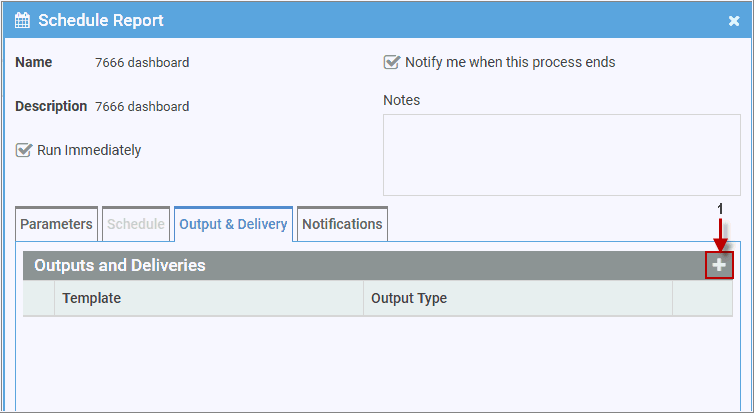 Schedule Report
Name 7666 dashboard
Notify me when this process ends
Description 7666 dashboard
Notes
Run Immediately
1
Parameters Schedule Output & Delivery Notifications
Outputs and Deliveries
Template Output Type